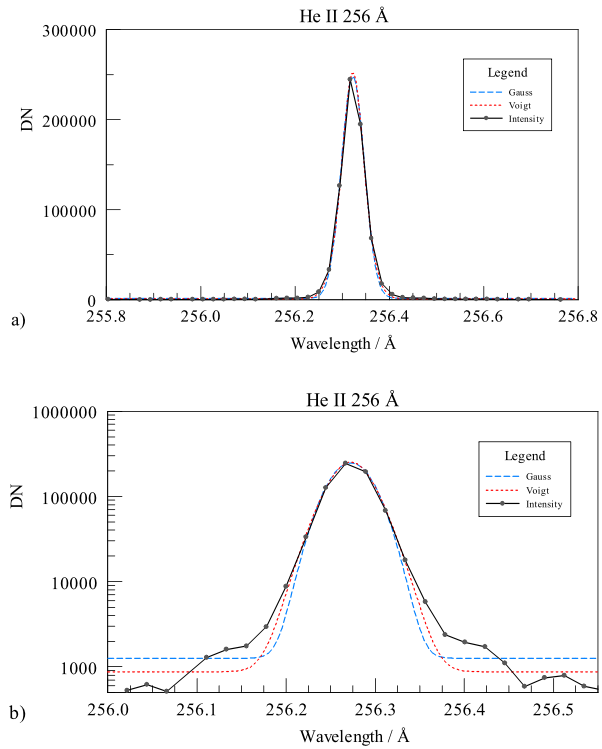 He II 256 Å
300000
200000
100000
0
DN
Legend
Gauss
Voigt
Intensity
255.8
256.0
256.2
256.4
256.6
256.8
Wavelength / Å
a)
He II 256 Å
1000000
100000
10000
1000
DN
Legend
Gauss
Voigt
Intensity
256.0
256.1
256.2
256.3
256.4
256.5
Wavelength / Å
b)